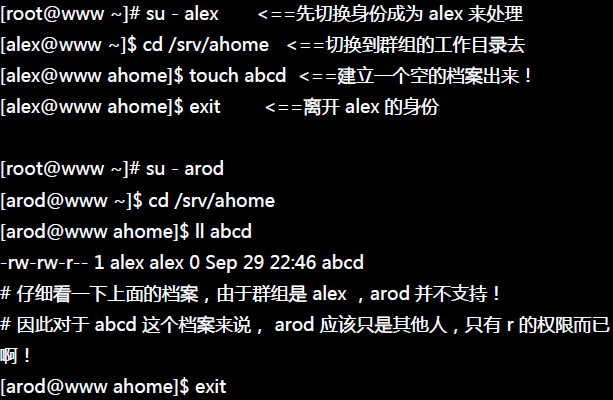 [root@www ~]# su - alex <==先切换身份成为 alex 来处理
[alex@www ~]$ cd /srv/ahome <==切换到群组的工作目录去
[alex@www ahome]$ touch abcd <==建立一个空的档案出来！
[alex@www ahome]$ exit <==离开 alex 的身份
[root@www ~]# su - arod
[arod@www ~]$ cd /srv/ahome
[arod@www ahome]$ ll abcd
-rw-rw-r-- 1 alex alex 0 Sep 29 22:46 abcd
# 仔细看一下上面的档案，由于群组是 alex ，arod 并不支持！
# 因此对于 abcd 这个档案来说， arod 应该只是其他人，只有 r 的权限而已
啊！
[arod@www ahome]$ exit